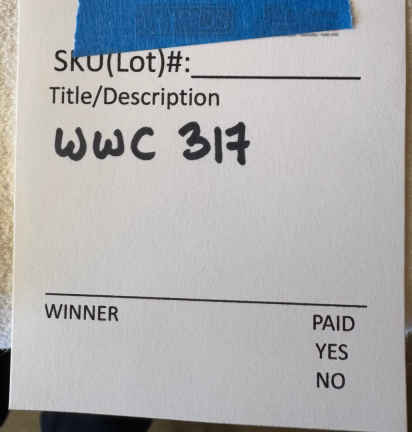 SKU(Lot)#:
Title/Description
WWC 317
WINNER
PAID
YES
NO